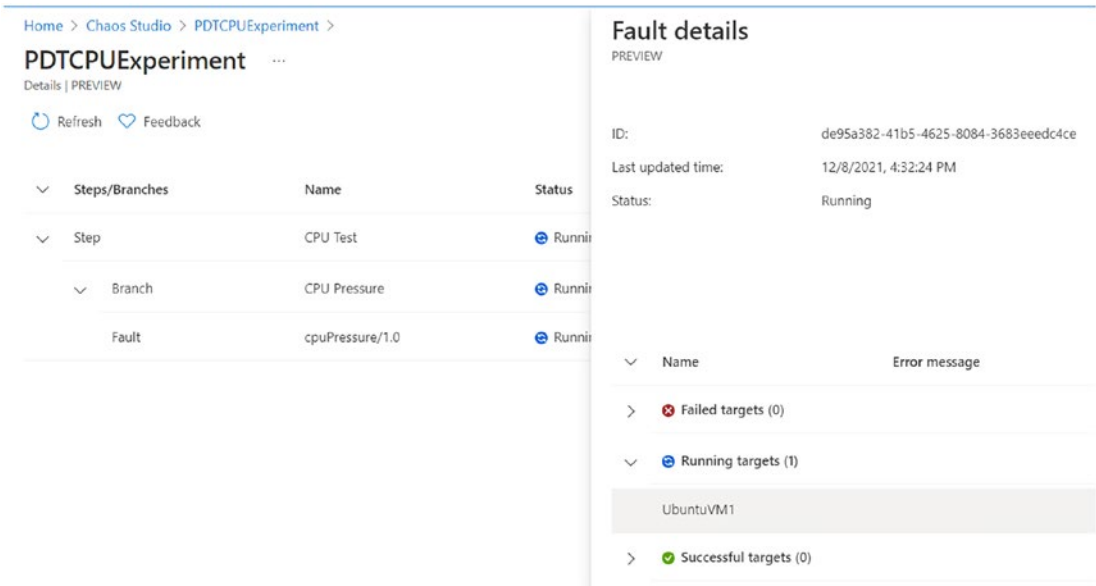 Home > Chaos Studio > PDTCPUExperiment >
PDTCPUExperiment ...
Details | PREVIEW
Refresh Feedback
Steps/Branches Name Status
Step CPU Test Runnin
Branch CPU Pressure Runnin
Fault cpuPressure/1.0 Runnin
Fault details
PREVIEW
ID: de95a382-41b5-4625-8084-3683eeedc4ce
Last updated time: 12/8/2021, 4:32:24 PM
Status: Running
Name Error message
Failed targets (0)
Running targets (1)
UbuntuVM1
Successful targets (0)